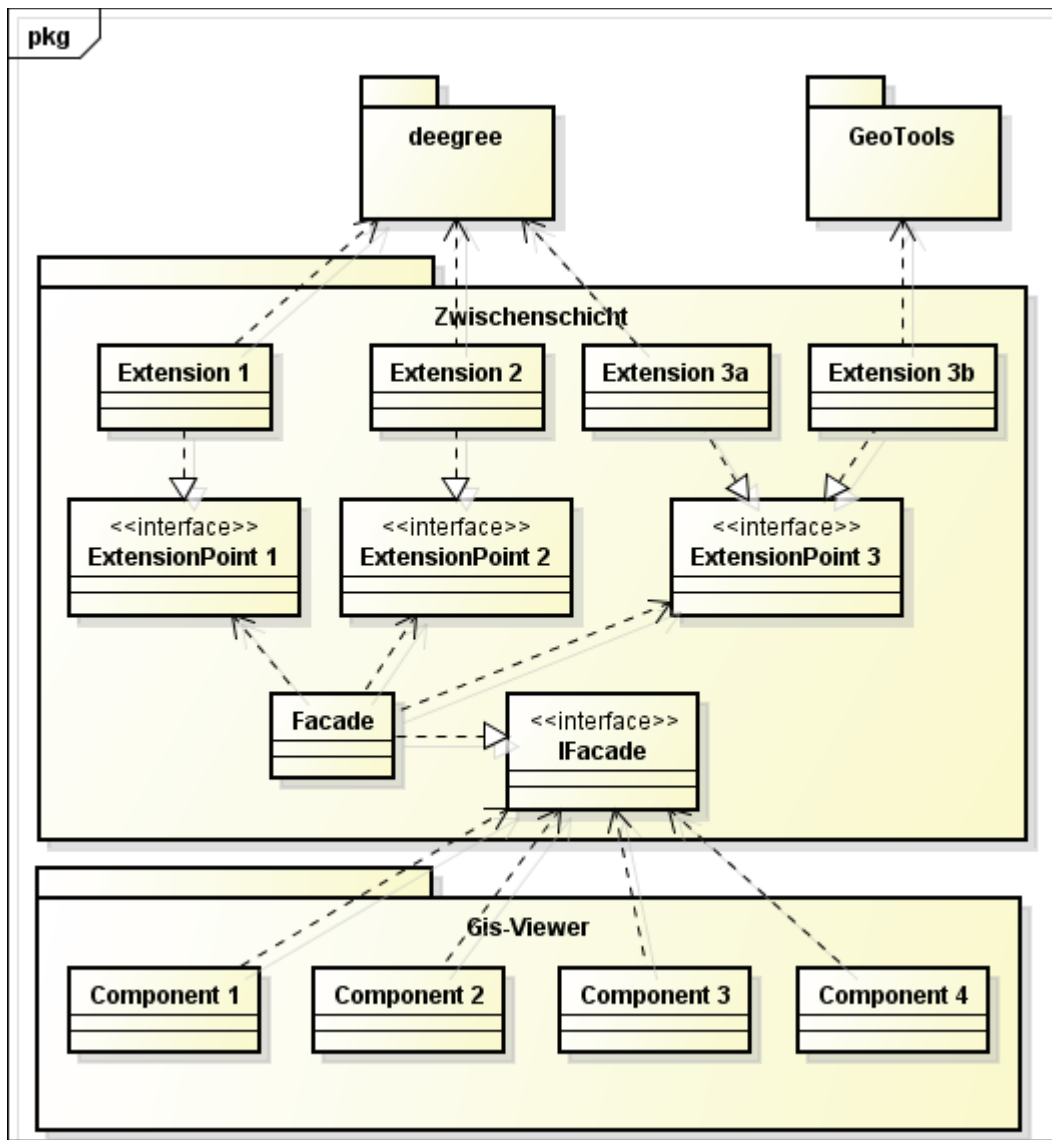 pkg
deegree
GeoTools
Zwischenschicht
Extension 1
Extension 2
Extension 3a
Extension 3b
<<interface>>
ExtensionPoint 1
<<interface>>
ExtensionPoint 2
<<interface>>
ExtensionPoint 3
Facade
<<interface>>
IFacade
Gis-Viewer
Component 1
Component 2
Component 3
Component 4